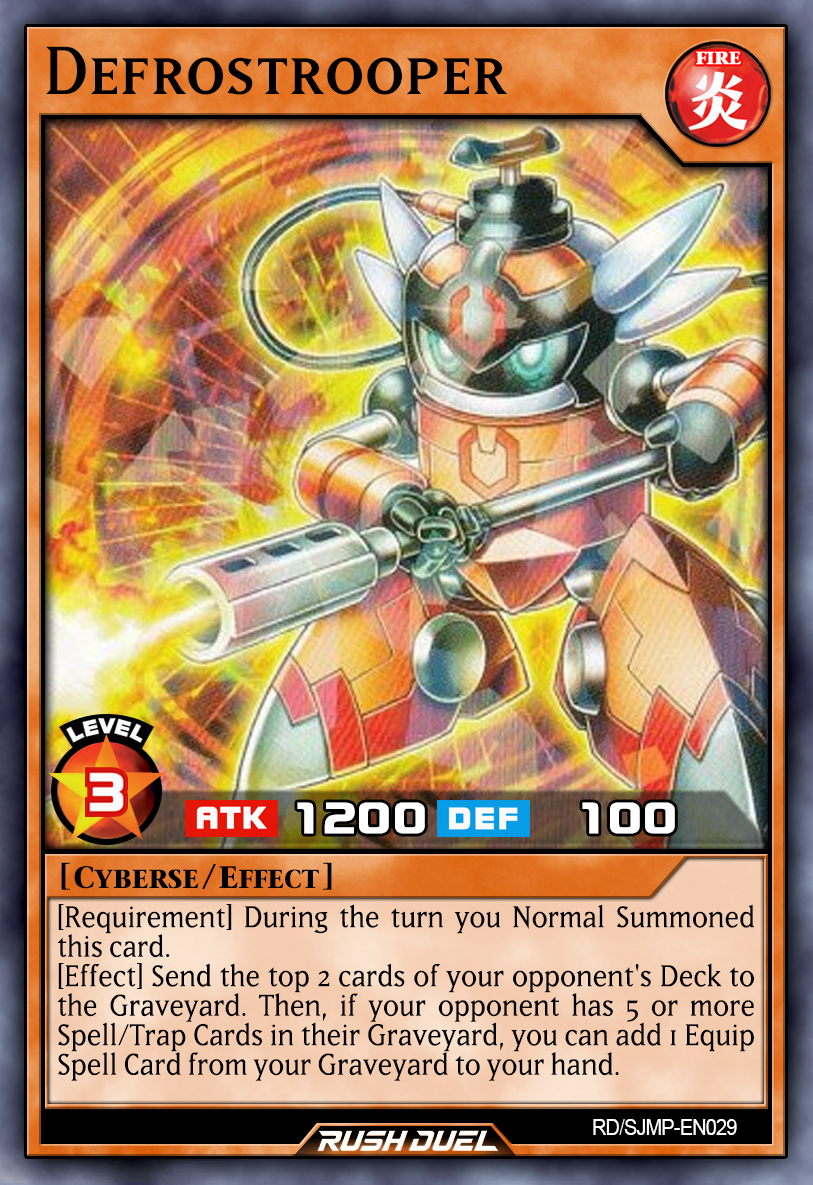 Defrostrooper
FIRE
炎
LEVEL
3
ATK 1200 DEF 100
[Cyberse/Effect]
[Requirement] During the turn you Normal Summoned
this card.
[Effect] Send the top 2 cards of your opponent's Deck to
the Graveyard. Then, if your opponent has 5 or more
Spell/Trap Cards in their Graveyard, you can add 1 Equip
Spell Card from your Graveyard to your hand.
RD/SJMP-EN029
RUSH DUEL